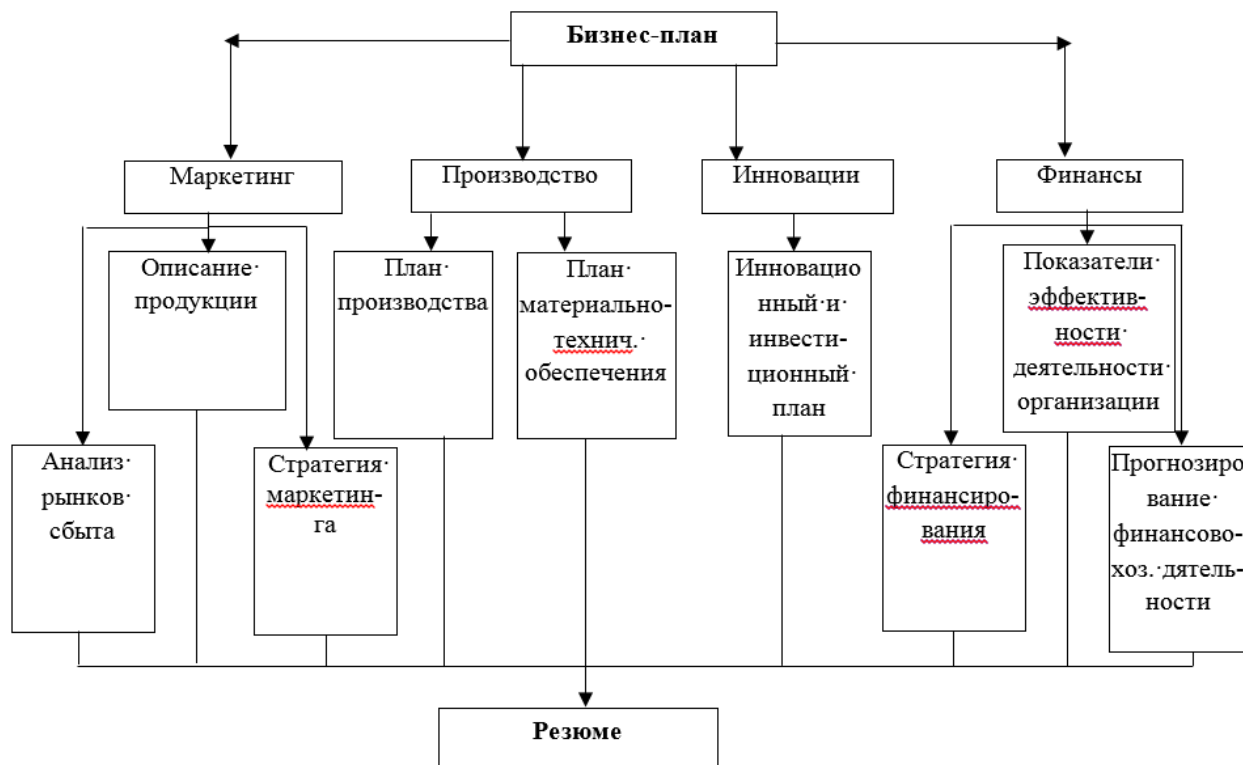 Бизнес-план
Маркетинг
Производство
Инновации
Финансы
Описание·
продукции
План·
производства
План·
материально-
технич.·
обеспечения
Инновацио
нный·и·
инвести-
ционный·
план
Показатели·
эффектив-
ности·
деятельности·
организации
Анализ·
рынков·
сбыта
Стратегия·
маркетин-
га
Стратегия·
финансиро-
вания
Прогнозиро
вание·
финансово-
хоз.·дятель-
ности
Резюме